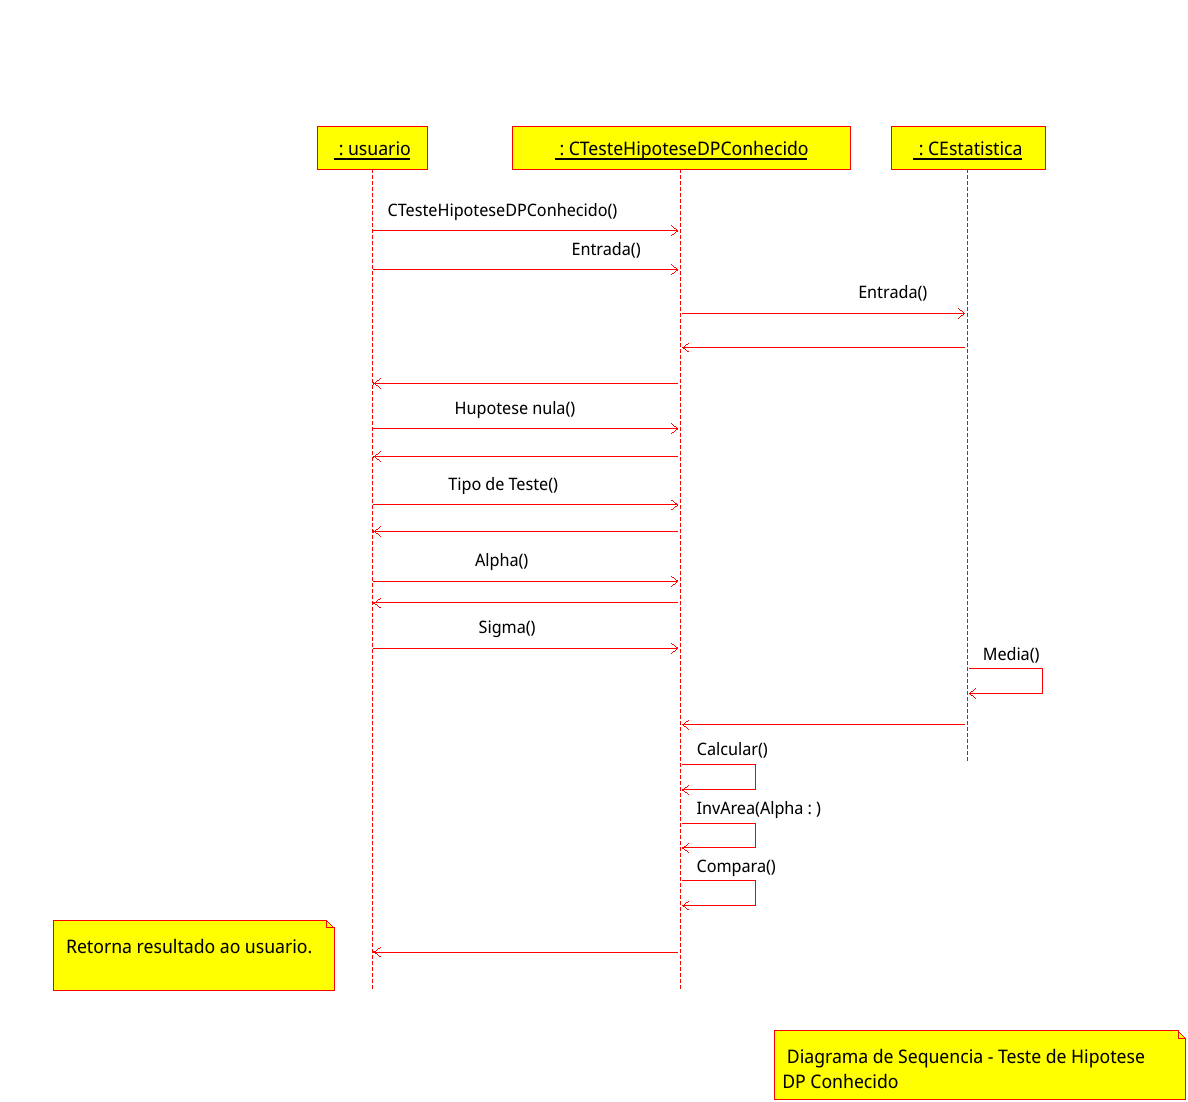 : usuario
: CTesteHipoteseDPConhecido
: CEstatistica
CTesteHipoteseDPConhecido()
Entrada()
Entrada()
Hupotese nula()
Tipo de Teste()
Alpha()
Sigma()
Media()
Calcular()
InvArea(Alpha : )
Compara()
Retorna resultado ao usuario.
Diagrama de Sequencia - Teste de Hipotese
DP Conhecido